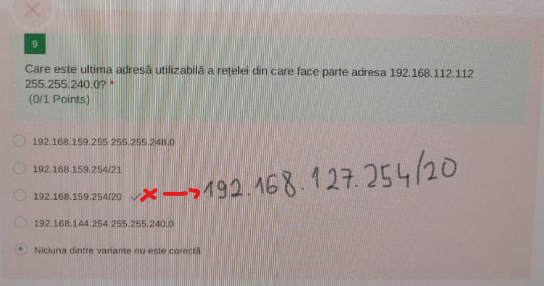 9
Care este ultima adresă utilizabilă a rețelei din care face parte adresa 192.168.112.112
255.255.240.0? *
(0/1 Points)
192.168.159.255 255.255.248.0
192.168.159.254/21
192.168.159.254/20 192.168.127.254/20
192.168.144.254 255.255.240.0
Niciuna dintre variante nu este corectă